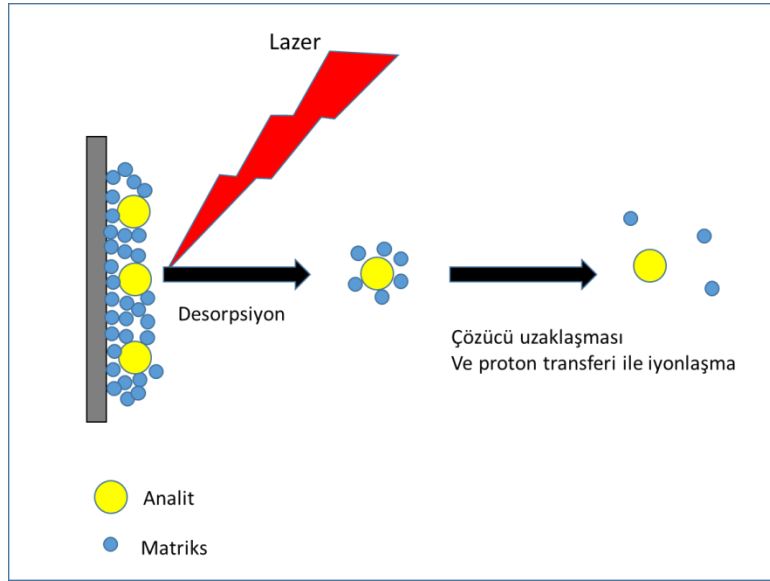 Lazer
Desorpsiyon
Çözücü uzaklaşması
Ve proton transferi ile iyonlaşma
Analit
Matriks